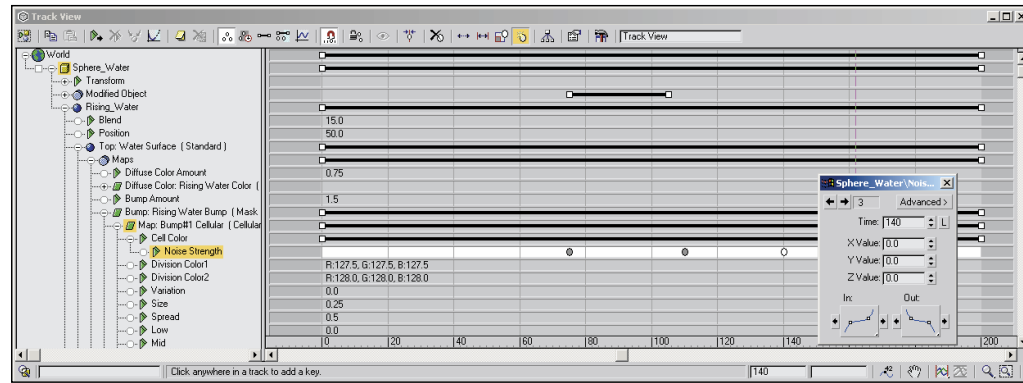 Track View
Track View
World
Sphere_Water
Transform
Modified Object
Rising_Water
Blend
15.0
Position
50.0
Top: Water Surface ( Standard )
Maps
Diffuse Color Amount
0.75
Diffuse Color: Rising Water Color (
Bump Amount
1.5
Bump: Rising Water Bump ( Mask
Map: Bump#1 Cellular ( Cellular
Cell Color
Noise Strength
Division Color1
R:127.5, G:127.5, B:127.5
Division Color2
R:128.0, G:128.0, B:128.0
Variation
0.0
Size
0.25
Spread
0.5
Low
0.0
Mid
0 20 40 60 80 100 120 140 200
Sphere_Water\Nois...
3 Advanced >
Time: 140 L
X Value: 0.0
Y Value: 0.0
Z Value: 0.0
In: Out:
Click anywhere in a track to add a key. 140